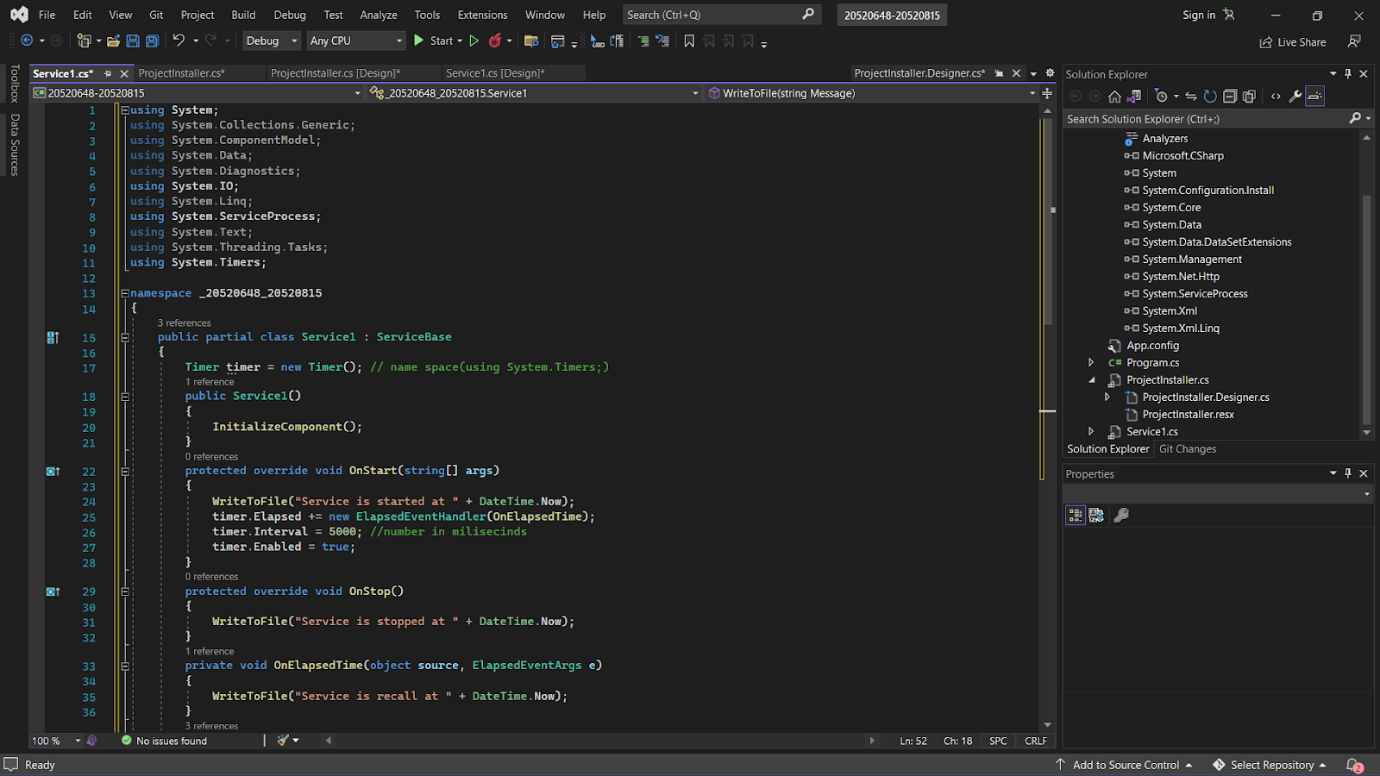 File Edit View Git Project Build Debug Test Analyze Tools Extensions Window Help Search (Ctrl+Q) 20520648-20520815 Sign in
Debug Any CPU Start Live Share
Toolbox
Data Sources
Service1.cs* ProjectInstaller.cs* ProjectInstaller.cs [Design]* Service1.cs [Design]* ProjectInstaller.Designer.cs*
20520648-20520815 _20520648_20520815.Service1 WriteToFile(string Message)
1 using System;
2 using System.Collections.Generic;
3 using System.ComponentModel;
4 using System.Data;
5 using System.Diagnostics;
6 using System.IO;
7 using System.Linq;
8 using System.ServiceProcess;
9 using System.Text;
10 using System.Threading.Tasks;
11 using System.Timers;
12
13 namespace _20520648_20520815
14 {
3 references
15 public partial class Service1 : ServiceBase
16 {
17 Timer timer = new Timer(); // name space(using System.Timers;)
1 reference
18 public Service1()
19 {
20 InitializeComponent();
21 }
0 references
22 protected override void OnStart(string[] args)
23 {
24 WriteToFile("Service is started at " + DateTime.Now);
25 timer.Elapsed += new ElapsedEventHandler(OnElapsedTime);
26 timer.Interval = 5000; //number in milisecinds
27 timer.Enabled = true;
28 }
0 references
29 protected override void OnStop()
30 {
31 WriteToFile("Service is stopped at " + DateTime.Now);
32 }
1 reference
33 private void OnElapsedTime(object source, ElapsedEventArgs e)
34 {
35 WriteToFile("Service is recall at " + DateTime.Now);
36 }
3 references
100 % No issues found Ln: 52 Ch: 18 SPC CRLF
Solution Explorer
Search Solution Explorer (Ctrl+;)
Analyzers
Microsoft.CSharp
System
System.Configuration.Install
System.Core
System.Data
System.Data.DataSetExtensions
System.Management
System.Net.Http
System.ServiceProcess
System.Xml
System.Xml.Linq
App.config
C# Program.cs
ProjectInstaller.cs
ProjectInstaller.Designer.cs
ProjectInstaller.resx
Service1.cs
Solution Explorer Git Changes
Properties
Ready Add to Source Control Select Repository 2